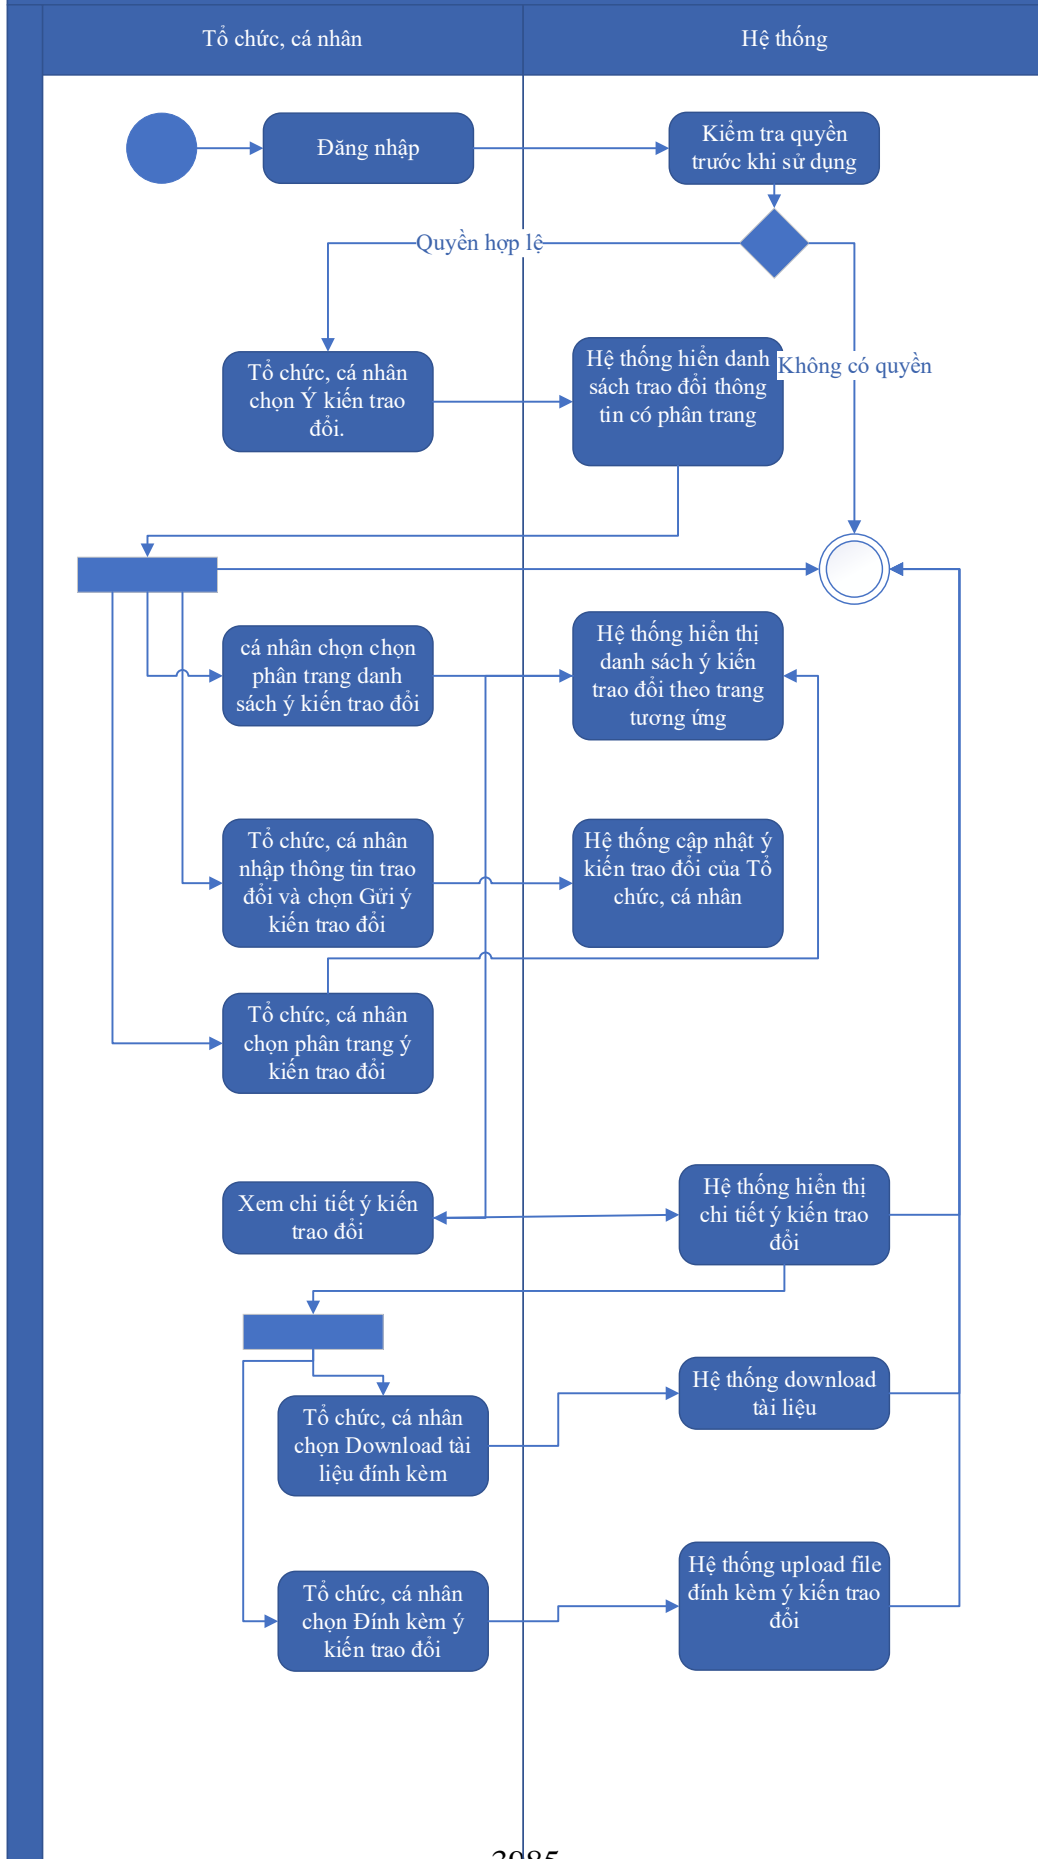 Tổ chức, cá nhân
Hệ thống
Đăng nhập
Kiểm tra quyền
trước khi sử dụng
Quyền hợp lệ
Tổ chức, cá nhân
chọn Ý kiến trao
đổi.
Hệ thống hiển danh
sách trao đổi thông
tin có phân trang
Không có quyền
cá nhân chọn chọn
phân trang danh
sách ý kiến trao đổi
Hệ thống hiển thị
danh sách ý kiến
trao đổi theo trang
tương ứng
Tổ chức, cá nhân
nhập thông tin trao
đổi và chọn Gửi ý
kiến trao đổi
Hệ thống cập nhật ý
kiến trao đổi của Tổ
chức, cá nhân
Tổ chức, cá nhân
chọn phân trang ý
kiến trao đổi
Xem chi tiết ý kiến
trao đổi
Hệ thống hiển thị
chi tiết ý kiến trao
đổi
Hệ thống download
tài liệu
Tổ chức, cá nhân
chọn Download tài
liệu đính kèm
Hệ thống upload file
đính kèm ý kiến trao
đổi
Tổ chức, cá nhân
chọn Đính kèm ý
kiến trao đổi